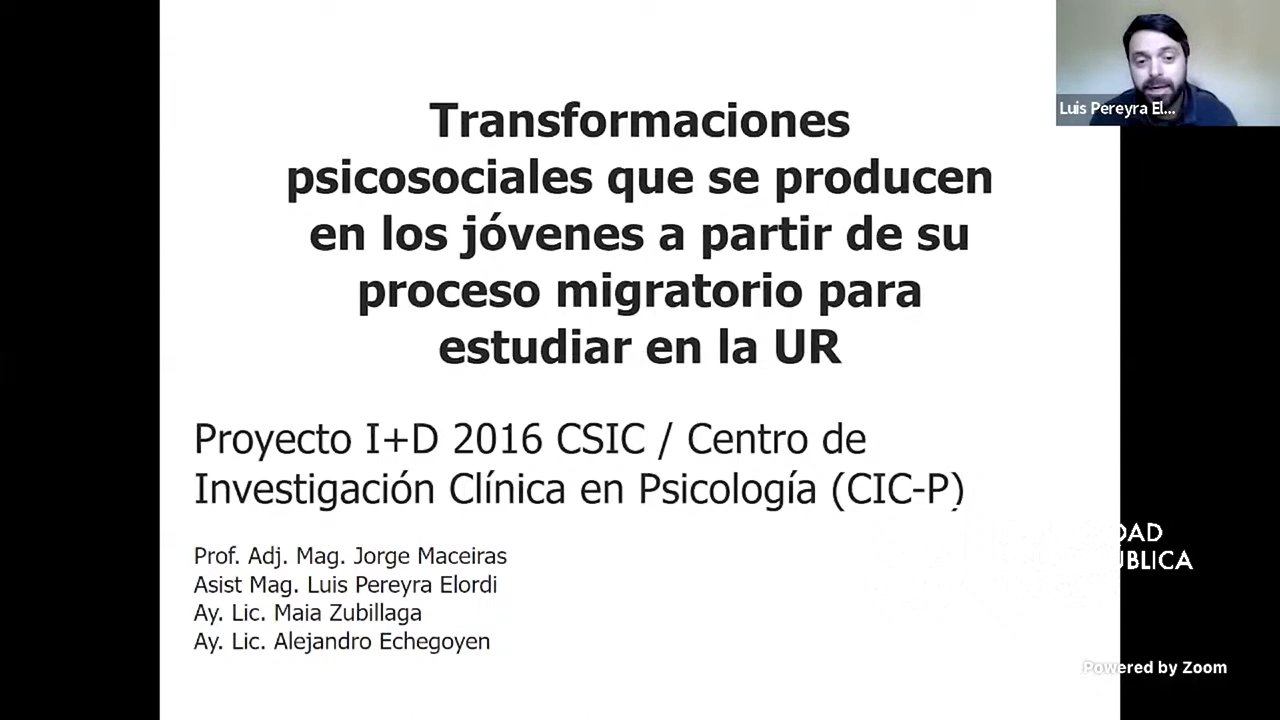 Transformaciones
psicosociales que se producen
en los jóvenes a partir de su
proceso migratorio para
estudiar en la UR
Proyecto I+D 2016 CSIC / Centro de
Investigación Clínica en Psicología (CIC-P)
Prof. Adj. Mag. Jorge Maceiras
Asist Mag. Luis Pereyra Elordi
Ay. Lic. Maia Zubillaga
Ay. Lic. Alejandro Echegoyen
Luis Pereyra El...
Powered by Zoom